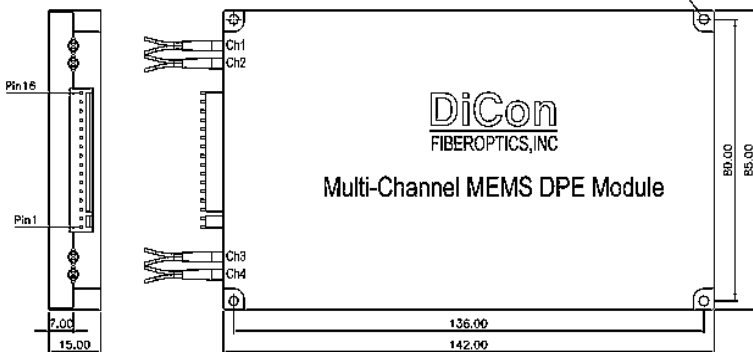 Ch1
Ch2
Pin16
DiCon
FIBEROPTICS,INC
Multi-Channel MEMS DPE Module
80.00
85.00
Pin1
Ch3
Ch4
7.00
136.00
15.00
142.00